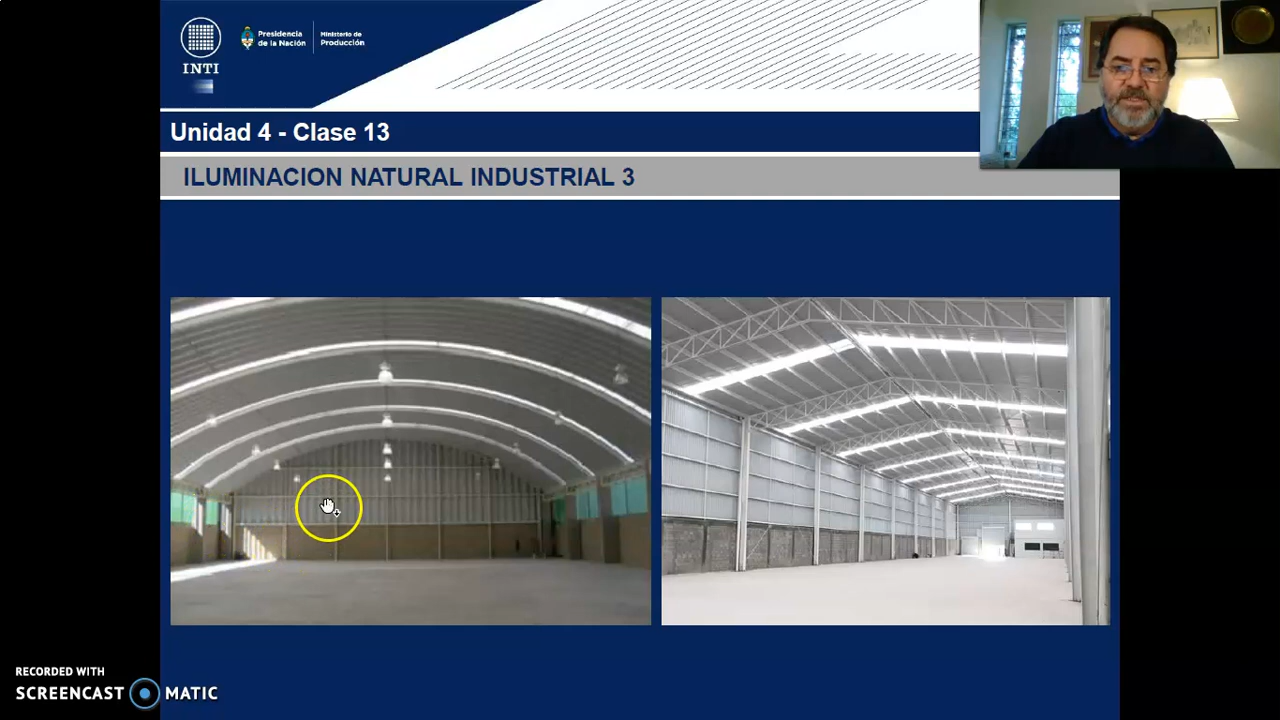 INTI
Presidencia
de la Nación
Ministerio de
Producción
Unidad 4 - Clase 13
ILUMINACION NATURAL INDUSTRIAL 3
RECORDED WITH
SCREENCAST MATIC